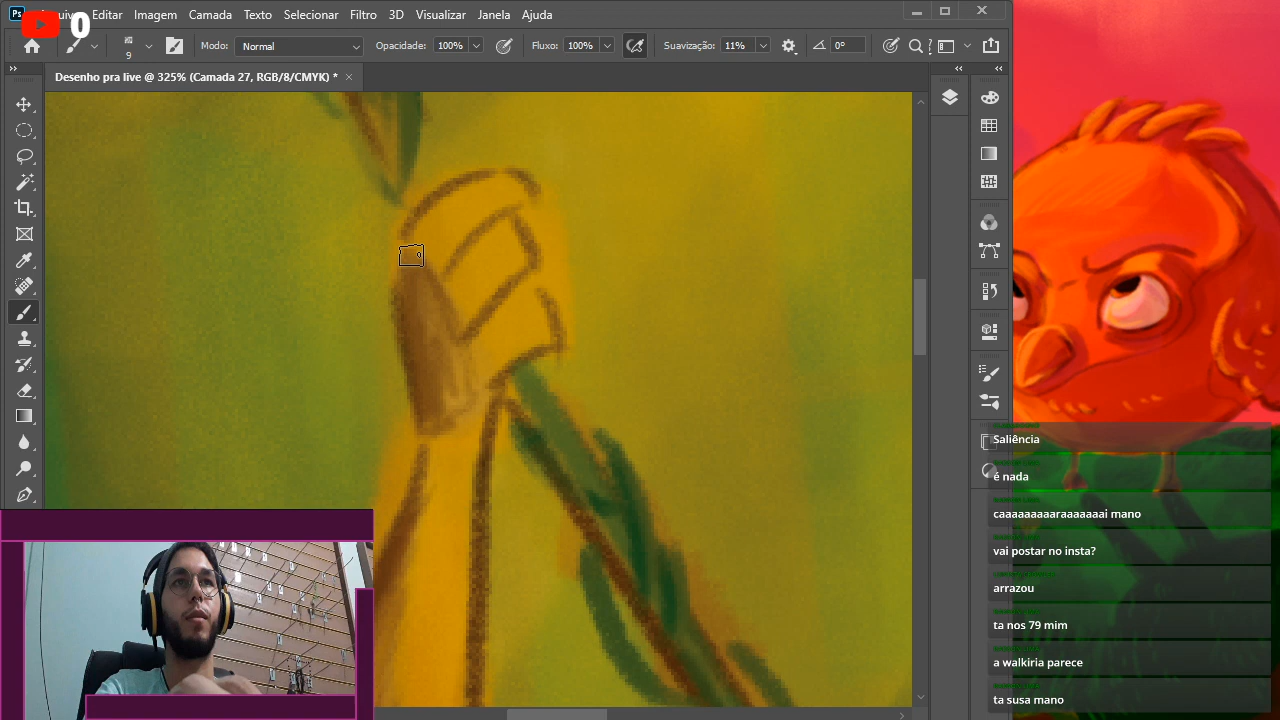 Ps
Arquivo Editar Imagem Camada Texto Selecionar Filtro 3D Visualizar Janela Ajuda
0
9 Modo: Normal Opacidade: 100% Fluxo: 100% Suavização: 11% 0°
Desenho pra live @ 325% (Camada 27, RGB/8/CMYK) * ×
Saliência
é nada
caaaaaaaaaraaaaaaai mano
vai postar no insta?
arrazou
ta nos 79 mim
a walkiria parece
ta susa mano